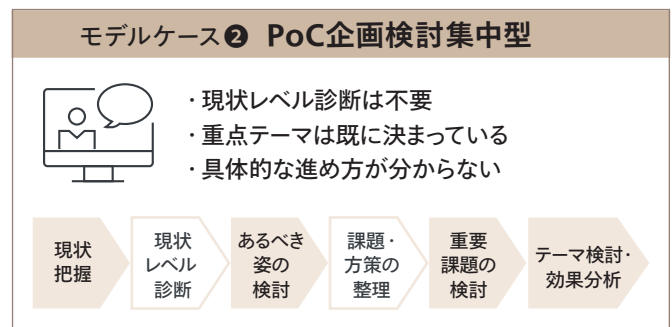 モデルケース❷ PoC企画検討集中型
・現状レベル診断は不要
・重点テーマは既に決まっている
・具体的な進め方が分からない
現状
把握
現状
レベル
診断
あるべき
姿の
検討
課題・
方策の
整理
重要
課題の
検討
テーマ検討・
効果分析